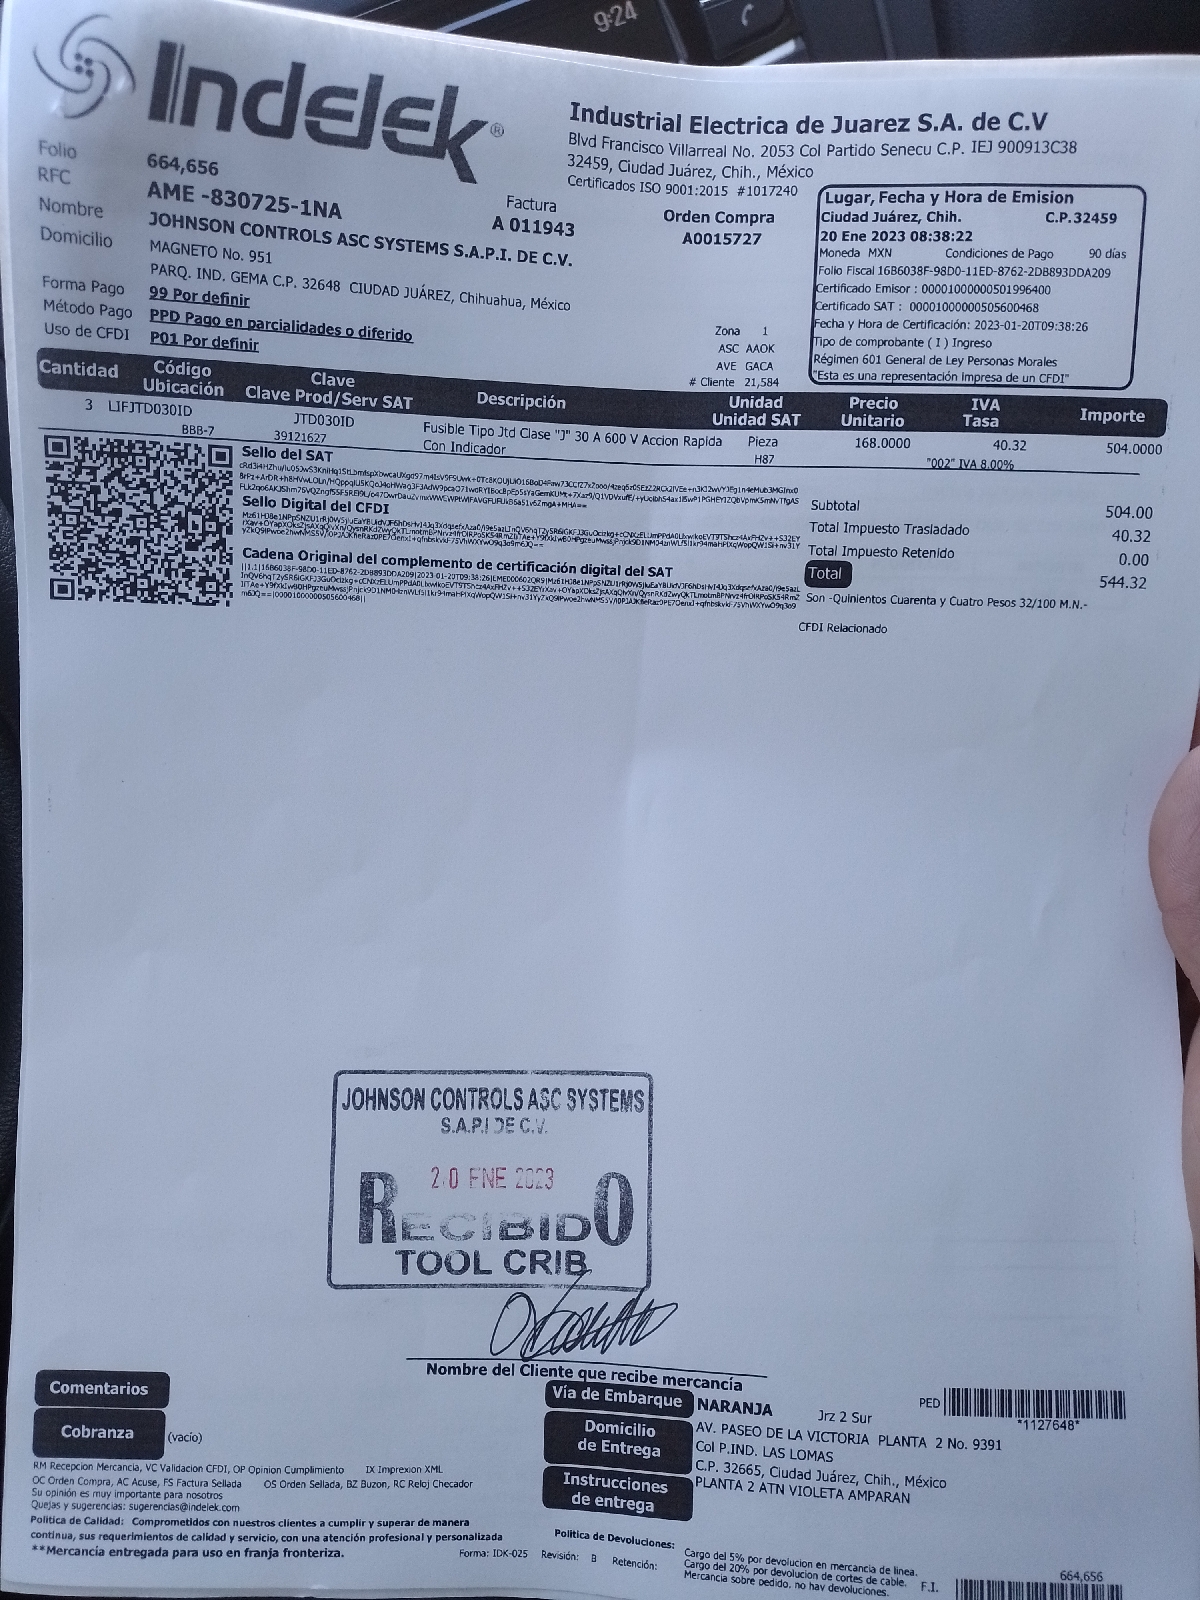 9:24
Indelek®
Industrial Electrica de Juarez S.A. de C.V
Blvd Francisco Villarreal No. 2053 Col Partido Senecu C.P. IEJ 900913C38
32459, Ciudad Juárez, Chih., México
Certificados ISO 9001:2015 #1017240
Folio 664,656
RFC AME -830725-1NA
Nombre JOHNSON CONTROLS ASC SYSTEMS S.A.P.I. DE C.V.
Domicilio MAGNETO No. 951
PARQ. IND. GEMA C.P. 32648 CIUDAD JUÁREZ, Chihuahua, México
Forma Pago 99 Por definir
Método Pago PPD Pago en parcialidades o diferido
Uso de CFDI P01 Por definir
Factura
A 011943
Orden Compra
A0015727
Zona 1
ASC AAOK
AVE GACA
# Cliente 21,584
Lugar, Fecha y Hora de Emision
Ciudad Juárez, Chih. C.P.32459
20 Ene 2023 08:38:22
Moneda MXN Condiciones de Pago 90 días
Folio Fiscal 16B6038F-98D0-11ED-8762-2DB893DDA209
Certificado Emisor : 00001000000501996400
Certificado SAT : 00001000000505600468
Fecha y Hora de Certificación: 2023-01-20T09:38:26
Tipo de comprobante ( I ) Ingreso
Régimen 601 General de Ley Personas Morales
"Esta es una representación impresa de un CFDI"
Cantidad Código Ubicación Clave Clave Prod/Serv SAT Descripción Unidad Unidad SAT Precio Unitario IVA Tasa Importe
3 LIFJTD030ID JTD030ID Fusible Tipo Jtd Clase "J" 30 A 600 V Accion Rapida Pieza 168.0000 40.32 504.0000
BBB-7 39121627 Con Indicador H87 "002" IVA 8.00%
Sello del SAT
Sello Digital del CFDI
Cadena Original del complemento de certificación digital del SAT
Subtotal 504.00
Total Impuesto Trasladado 40.32
Total Impuesto Retenido 0.00
Total 544.32
Son -Quinientos Cuarenta y Cuatro Pesos 32/100 M.N.-
CFDI Relacionado
JOHNSON CONTROLS ASC SYSTEMS
S.A.P.I DE C.V.
20 ENE 2023
RECIBIDO
TOOL CRIB
Nombre del Cliente que recibe mercancía
Comentarios
Cobranza (vacío)
Vía de Embarque NARANJA Jrz 2 Sur
Domicilio de Entrega AV. PASEO DE LA VICTORIA PLANTA 2 No. 9391
Col P.IND. LAS LOMAS
C.P. 32665, Ciudad Juárez, Chih., México
Instrucciones de entrega PLANTA 2 ATN VIOLETA AMPARAN
PED *1127648*
RM Recepcion Mercancia, VC Validacion CFDI, OP Opinion Cumplimiento IX Imprexion XML
OC Orden Compra, AC Acuse, FS Factura Sellada OS Orden Sellada, BZ Buzon, RC Reloj Checador
Su opinión es muy importante para nosotros
Quejas y sugerencias: sugerencias@indelek.com
Politica de Calidad: Comprometidos con nuestros clientes a cumplir y superar de manera
continua, sus requerimientos de calidad y servicio, con una atención profesional y personalizada
**Mercancia entregada para uso en franja fronteriza.
Forma: IDK-025 Revisión: B Retención:
Politica de Devoluciones: Cargo del 5% por devolucion en mercancia de linea.
Cargo del 20% por devolucion de cortes de cable.
Mercancia sobre pedido, no hay devoluciones.
F.I. 664,656